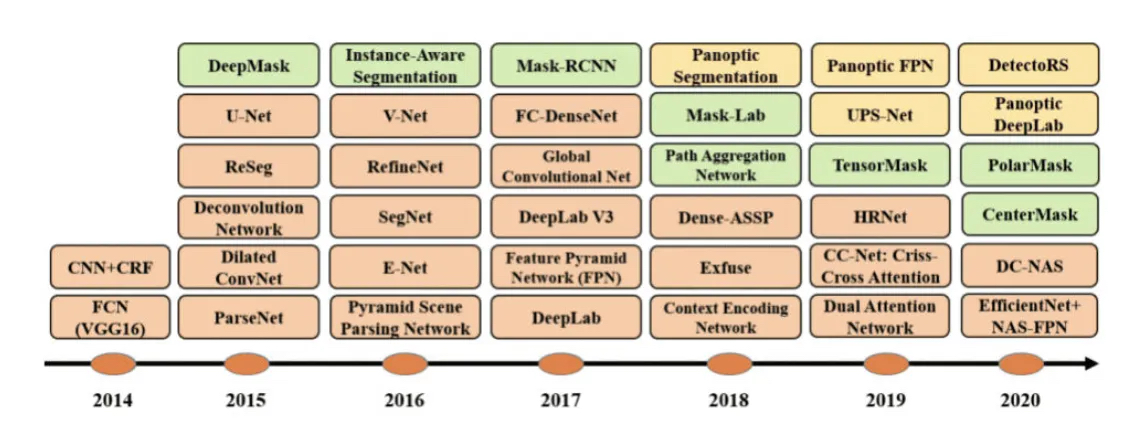 DeepMask
Instance-Aware
Segmentation
Mask-RCNN
Panoptic
Segmentation
Panoptic FPN
DetectoRS
U-Net
V-Net
FC-DenseNet
Mask-Lab
UPS-Net
Panoptic
DeepLab
ReSeg
RefineNet
Global
Convolutional Net
Path Aggregation
Network
TensorMask
PolarMask
Deconvolution
Network
SegNet
DeepLab V3
Dense-ASSP
HRNet
CenterMask
CNN+CRF
Dilated
ConvNet
E-Net
Feature Pyramid
Network (FPN)
Exfuse
CC-Net: Criss-
Cross Attention
DC-NAS
FCN
(VGG16)
ParseNet
Pyramid Scene
Parsing Network
DeepLab
Context Encoding
Network
Dual Attention
Network
EfficientNet+
NAS-FPN
2014
2015
2016
2017
2018
2019
2020